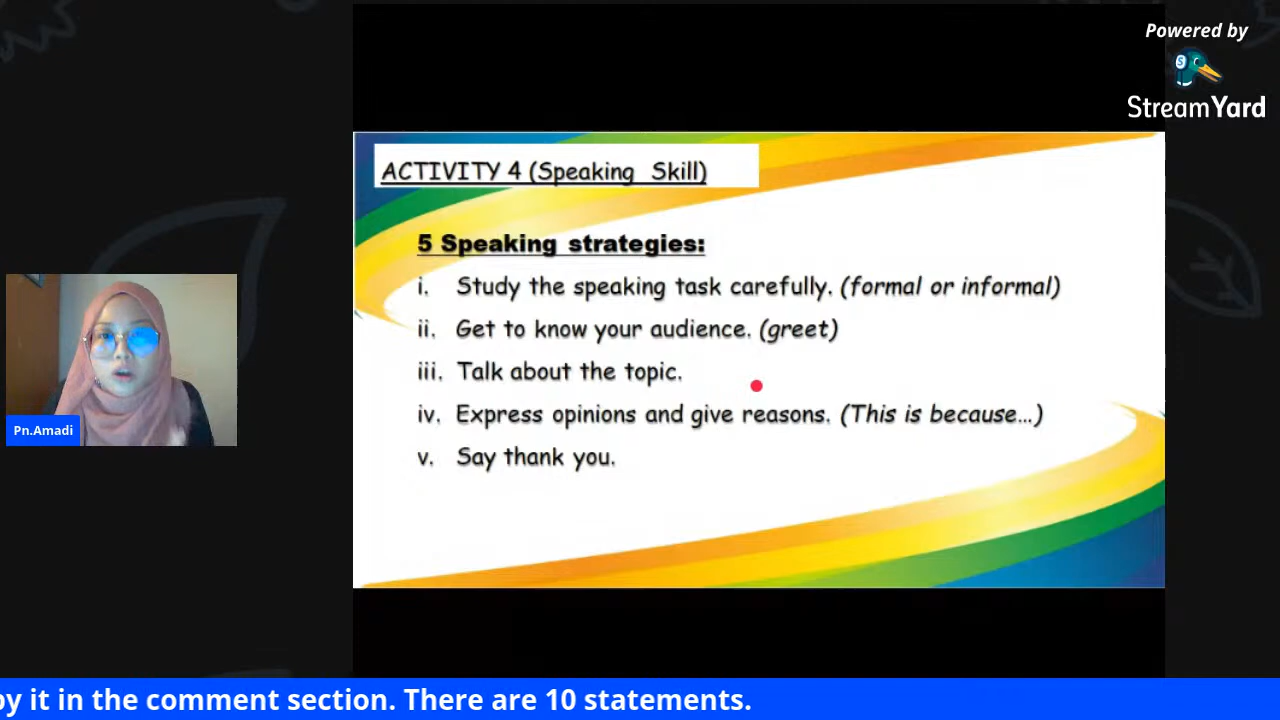 Powered by
StreamYard
ACTIVITY 4 (Speaking Skill)
5 Speaking strategies:
i. Study the speaking task carefully. (formal or informal)
ii. Get to know your audience. (greet)
iii. Talk about the topic.
iv. Express opinions and give reasons. (This is because...)
v. Say thank you.
Pn.Amadi
it in the comment section. There are 10 statements.